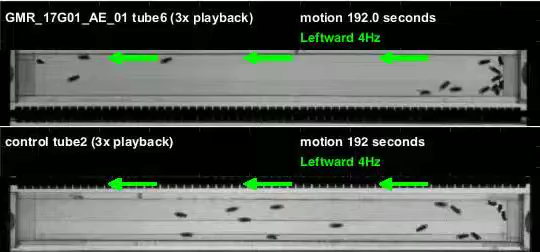 GMR_17G01_AE_01 tube6 (3x playback)
motion 192.0 seconds
Leftward 4Hz
control tube2 (3x playback)
motion 192 seconds
Leftward 4Hz